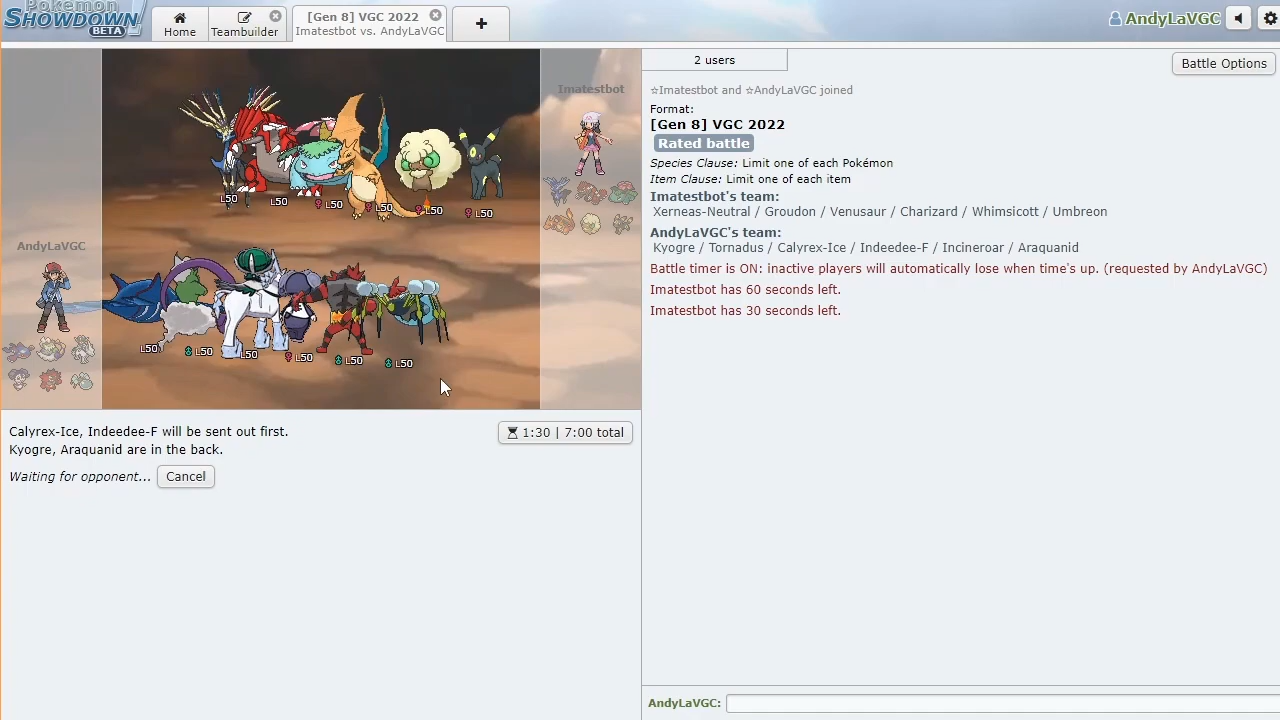 Pokémon
SHOWDOWN
BETA
Home
Teambuilder
[Gen 8] VGC 2022
Imatestbot vs. AndyLaVGC
AndyLaVGC
2 users
Battle Options
☆Imatestbot and ☆AndyLaVGC joined
Format:
[Gen 8] VGC 2022
Rated battle
Species Clause: Limit one of each Pokémon
Item Clause: Limit one of each item
Imatestbot's team:
Xerneas-Neutral / Groudon / Venusaur / Charizard / Whimsicott / Umbreon
AndyLaVGC's team:
Kyogre / Tornadus / Calyrex-Ice / Indeedee-F / Incineroar / Araquanid
Battle timer is ON: inactive players will automatically lose when time's up. (requested by AndyLaVGC)
Imatestbot has 60 seconds left.
Imatestbot has 30 seconds left.
Imatestbot
L50
L50
L50
L50
L50
L50
AndyLaVGC
L50
L50
L50
L50
L50
L50
Calyrex-Ice, Indeedee-F will be sent out first.
Kyogre, Araquanid are in the back.
1:30 | 7:00 total
Waiting for opponent... Cancel
AndyLaVGC: